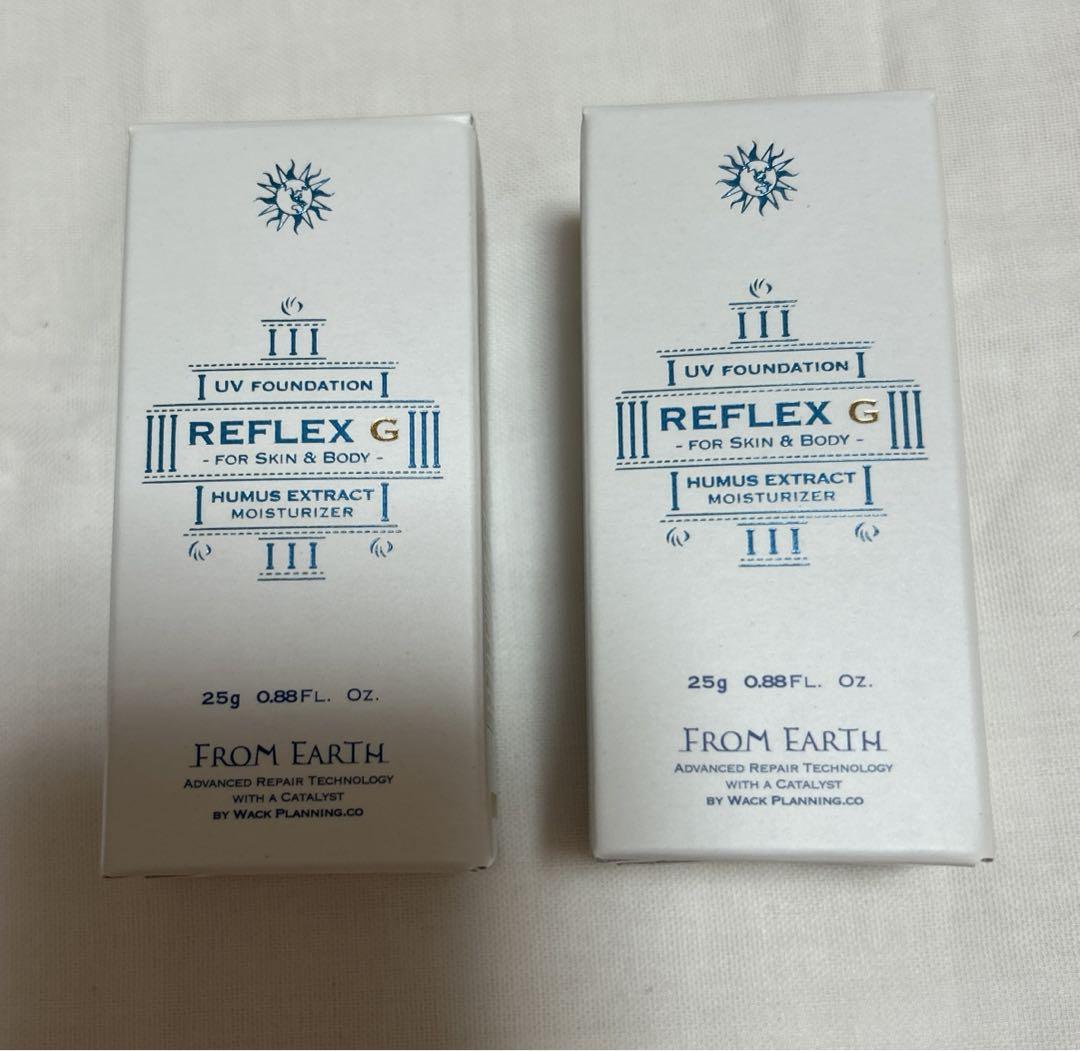 UV FOUNDATION
REFLEX G
- FOR SKIN & BODY -
HUMUS EXTRACT
MOISTURIZER
25g 0.88FL. OZ.
FROM EARTH
ADVANCED REPAIR TECHNOLOGY
WITH A CATALYST
BY WACK PLANNING.CO
UV FOUNDATION
REFLEX G
- FOR SKIN & BODY -
HUMUS EXTRACT
MOISTURIZER
25g 0.88FL. OZ.
FROM EARTH
ADVANCED REPAIR TECHNOLOGY
WITH A CATALYST
BY WACK PLANNING.CO